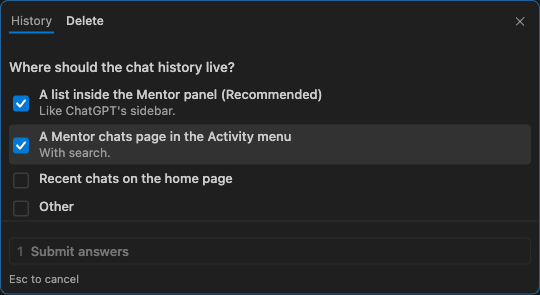 History Delete
Where should the chat history live?
A list inside the Mentor panel (Recommended)
Like ChatGPT's sidebar.
A Mentor chats page in the Activity menu
With search.
Recent chats on the home page
Other
1 Submit answers
Esc to cancel